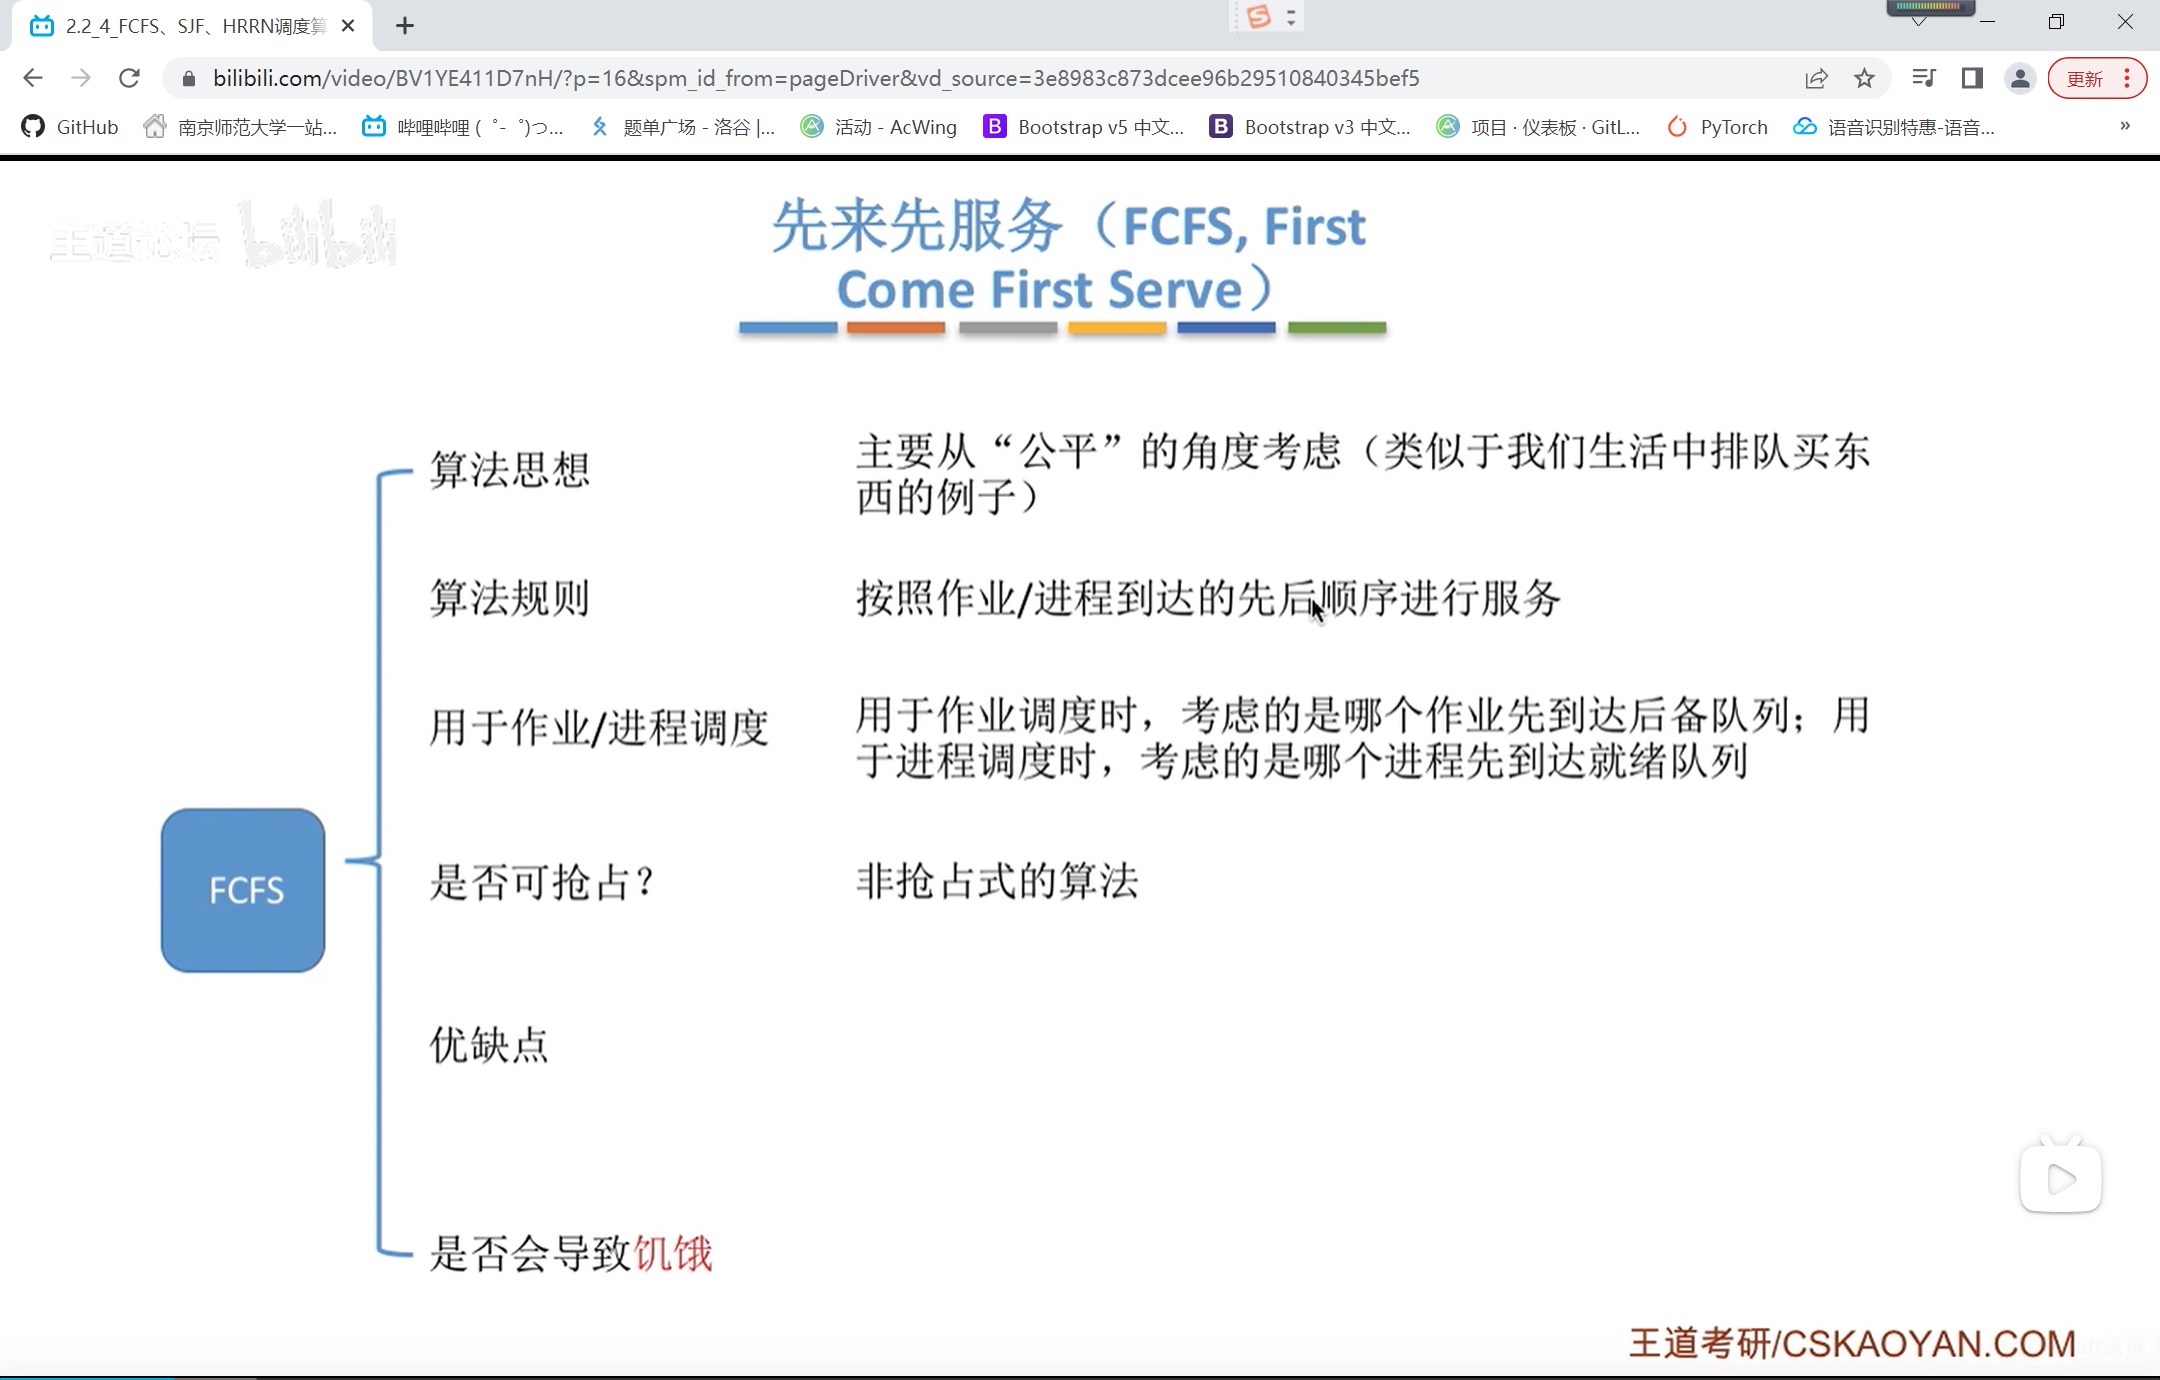 2.2_4_FCFS、SJF、HRRN调度算
bilibili.com/video/BV1YE411D7nH/?p=16&spm_id_from=pageDriver&vd_source=3e8983c873dcee96b29510840345bef5
更新
GitHub
南京师范大学一站...
哔哩哔哩 ( ゜- ゜)つ...
题单广场 - 洛谷 |...
活动 - AcWing
Bootstrap v5 中文...
Bootstrap v3 中文...
项目 · 仪表板 · GitL...
PyTorch
语音识别特惠-语音...
»
王道论坛 bilibili
先来先服务（FCFS, First
Come First Serve）
算法思想
主要从“公平”的角度考虑（类似于我们生活中排队买东
西的例子）
算法规则
按照作业/进程到达的先后顺序进行服务
用于作业/进程调度
用于作业调度时，考虑的是哪个作业先到达后备队列；用
于进程调度时，考虑的是哪个进程先到达就绪队列
是否可抢占？
非抢占式的算法
FCFS
优缺点
是否会导致饥饿
王道考研/CSKAOYAN.COM